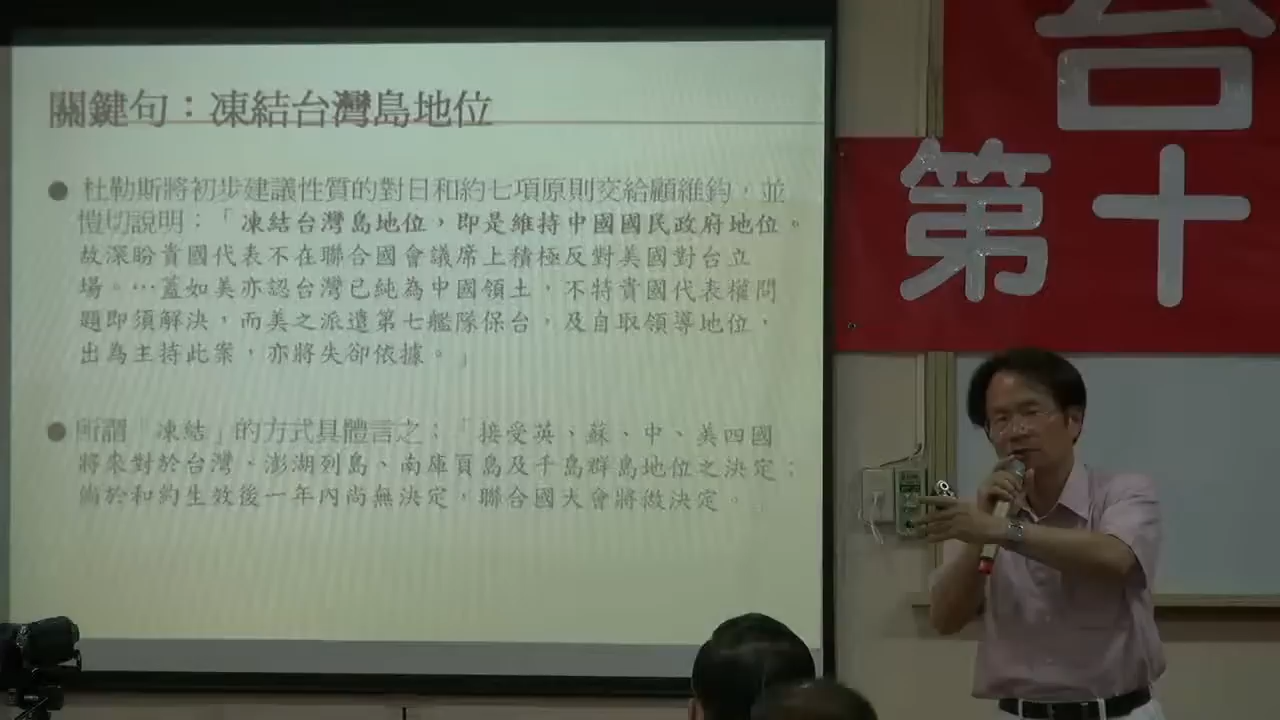 關鍵句：凍結台灣島地位
杜勒斯將初步建議性質的對日和約七項原則交給顧維鈞，並
愷切說明：「凍結台灣島地位，即是維持中國國民政府地位。
故深盼貴國代表不在聯合國會議席上積極反對美國對台立
場。…蓋如美亦認台灣已純為中國領土，不特貴國代表權問
題即須解決，而美之派遣第七艦隊保台，及自取領導地位，
出為主持此案，亦將失卻依據。」
所謂「凍結」的方式具體言之：「接受英、蘇、中、美四國
將來對於台灣、澎湖列島、南庫頁島及千島群島地位之決定；
倘於和約生效後一年內尚無決定，聯合國大會將做決定。」
台
第十